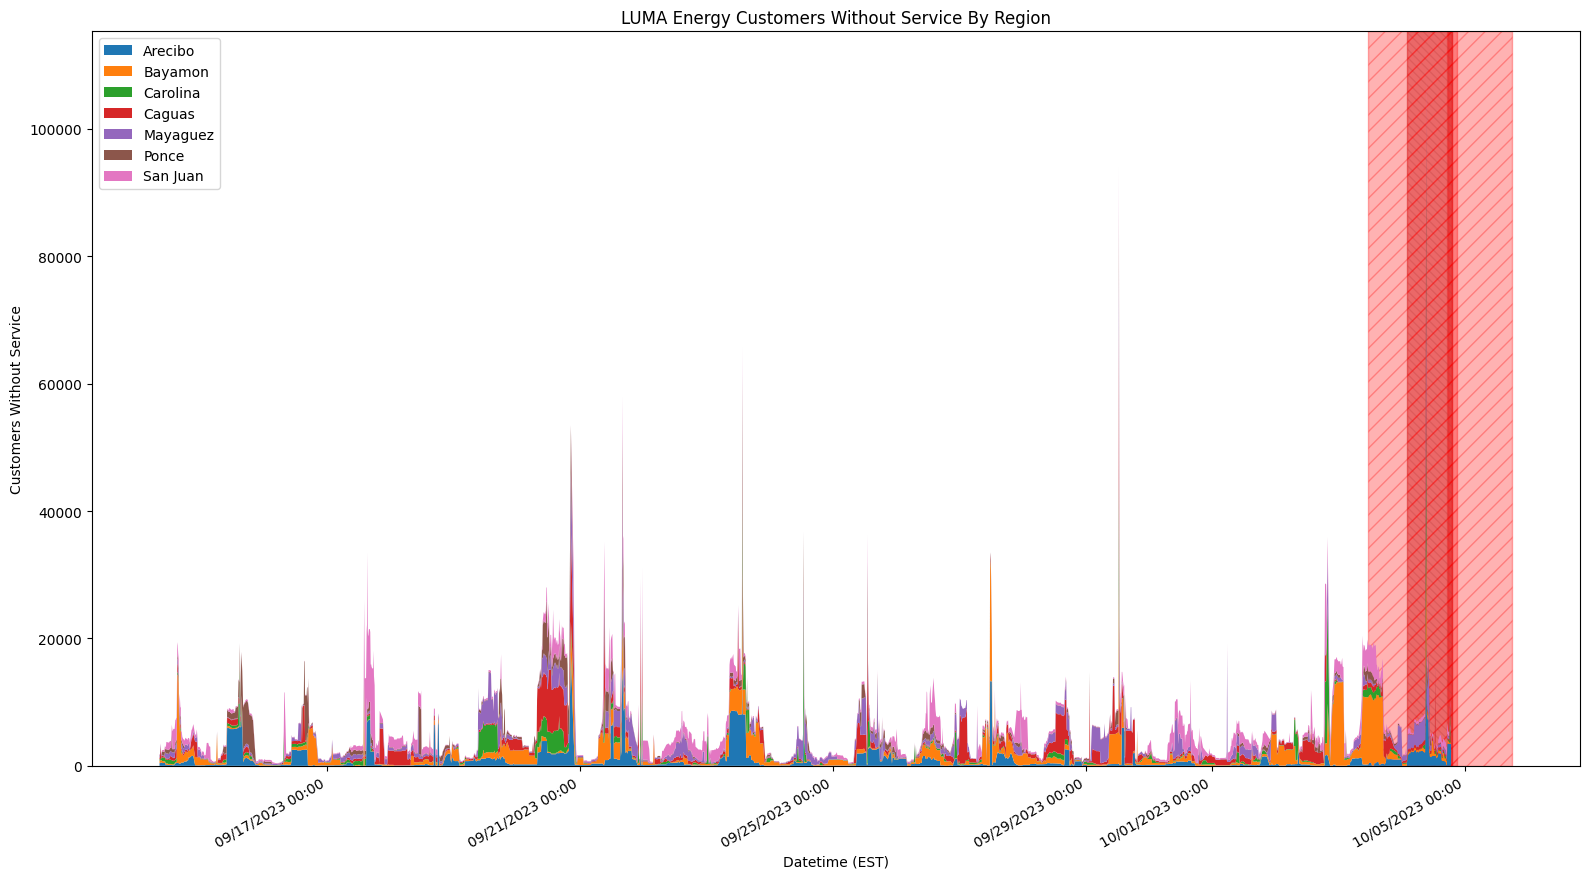 LUMA Energy Customers Without Service By Region
Arecibo
Bayamon
Carolina
Caguas
Mayaguez
Ponce
San Juan
100000
80000
60000
40000
20000
0
Customers Without Service
09/17/2023 00:00
09/21/2023 00:00
09/25/2023 00:00
09/29/2023 00:00
10/01/2023 00:00
10/05/2023 00:00
Datetime (EST)